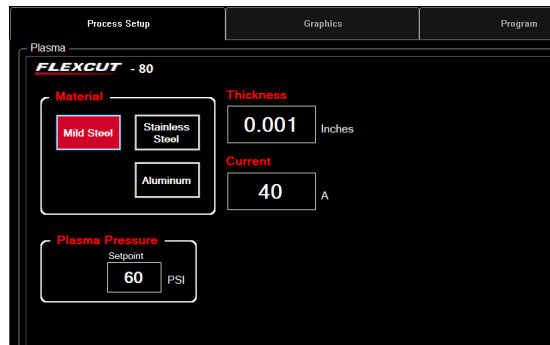 Process Setup
Graphics
Program
Plasma
FLEXCUT - 80
Material
Mild Steel
Stainless
Steel
Aluminum
Thickness
0.001 Inches
Current
40 A
Plasma Pressure
Setpoint
60 PSI